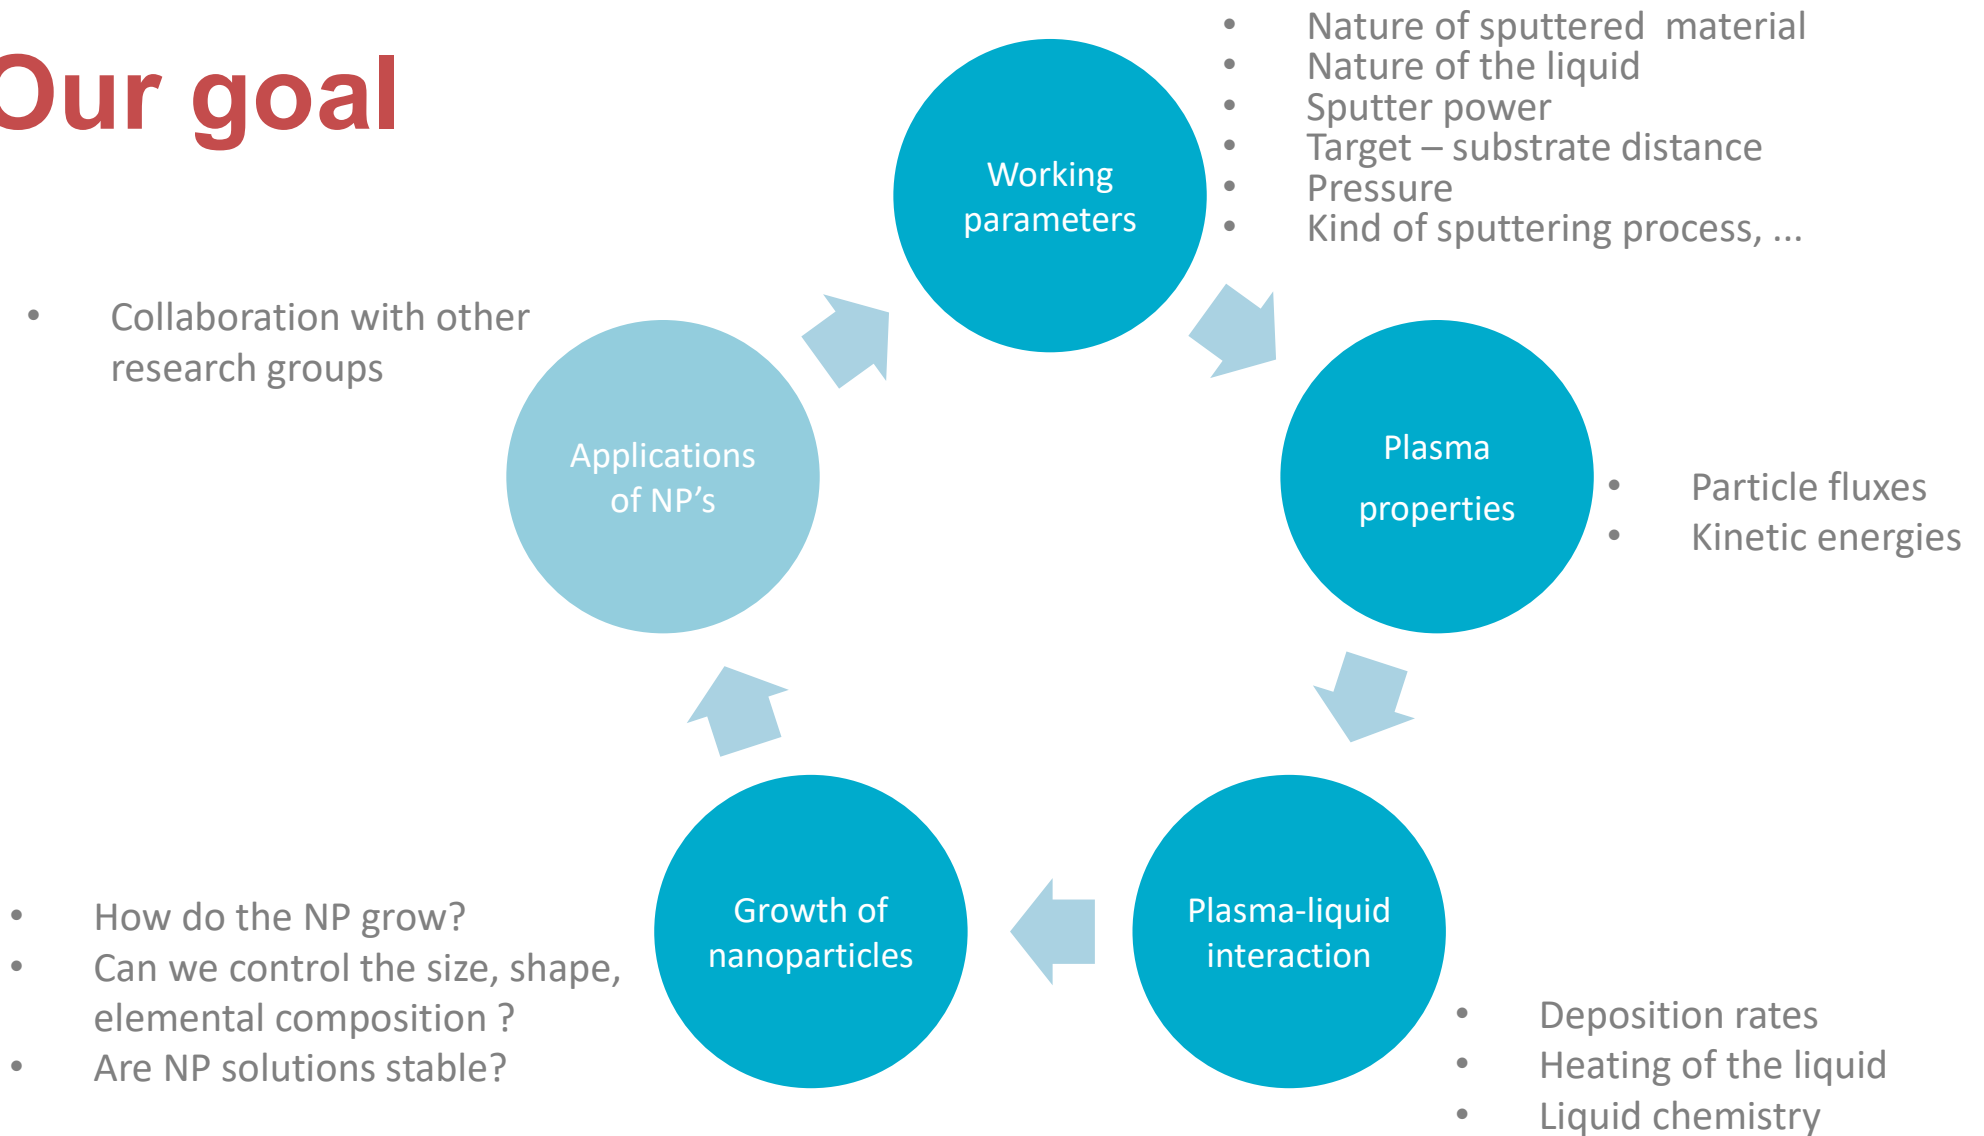 Our goal
• Nature of sputtered  material
• Nature of the liquid
• Sputter power
• Target – substrate distance
• Pressure
• Kind of sputtering process, ...
Working
parameters
• Collaboration with other
research groups
Applications
of NP’s
Plasma
properties
• Particle fluxes
• Kinetic energies
Growth of
nanoparticles
Plasma-liquid
interaction
• How do the NP grow?
• Can we control the size, shape,
elemental composition ?
• Are NP solutions stable?
• Deposition rates
• Heating of the liquid
• Liquid chemistry